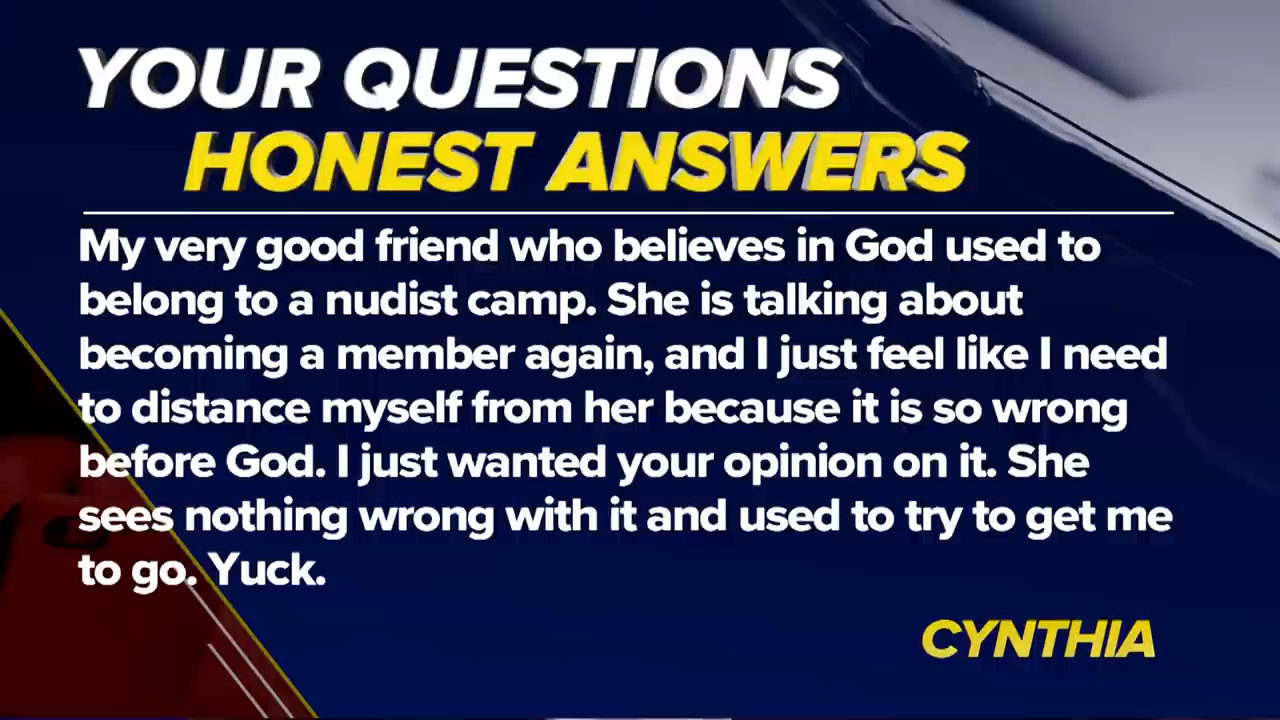 YOUR QUESTIONS
HONEST ANSWERS
My very good friend who believes in God used to
belong to a nudist camp. She is talking about
becoming a member again, and I just feel like I need
to distance myself from her because it is so wrong
before God. I just wanted your opinion on it. She
sees nothing wrong with it and used to try to get me
to go. Yuck.
CYNTHIA